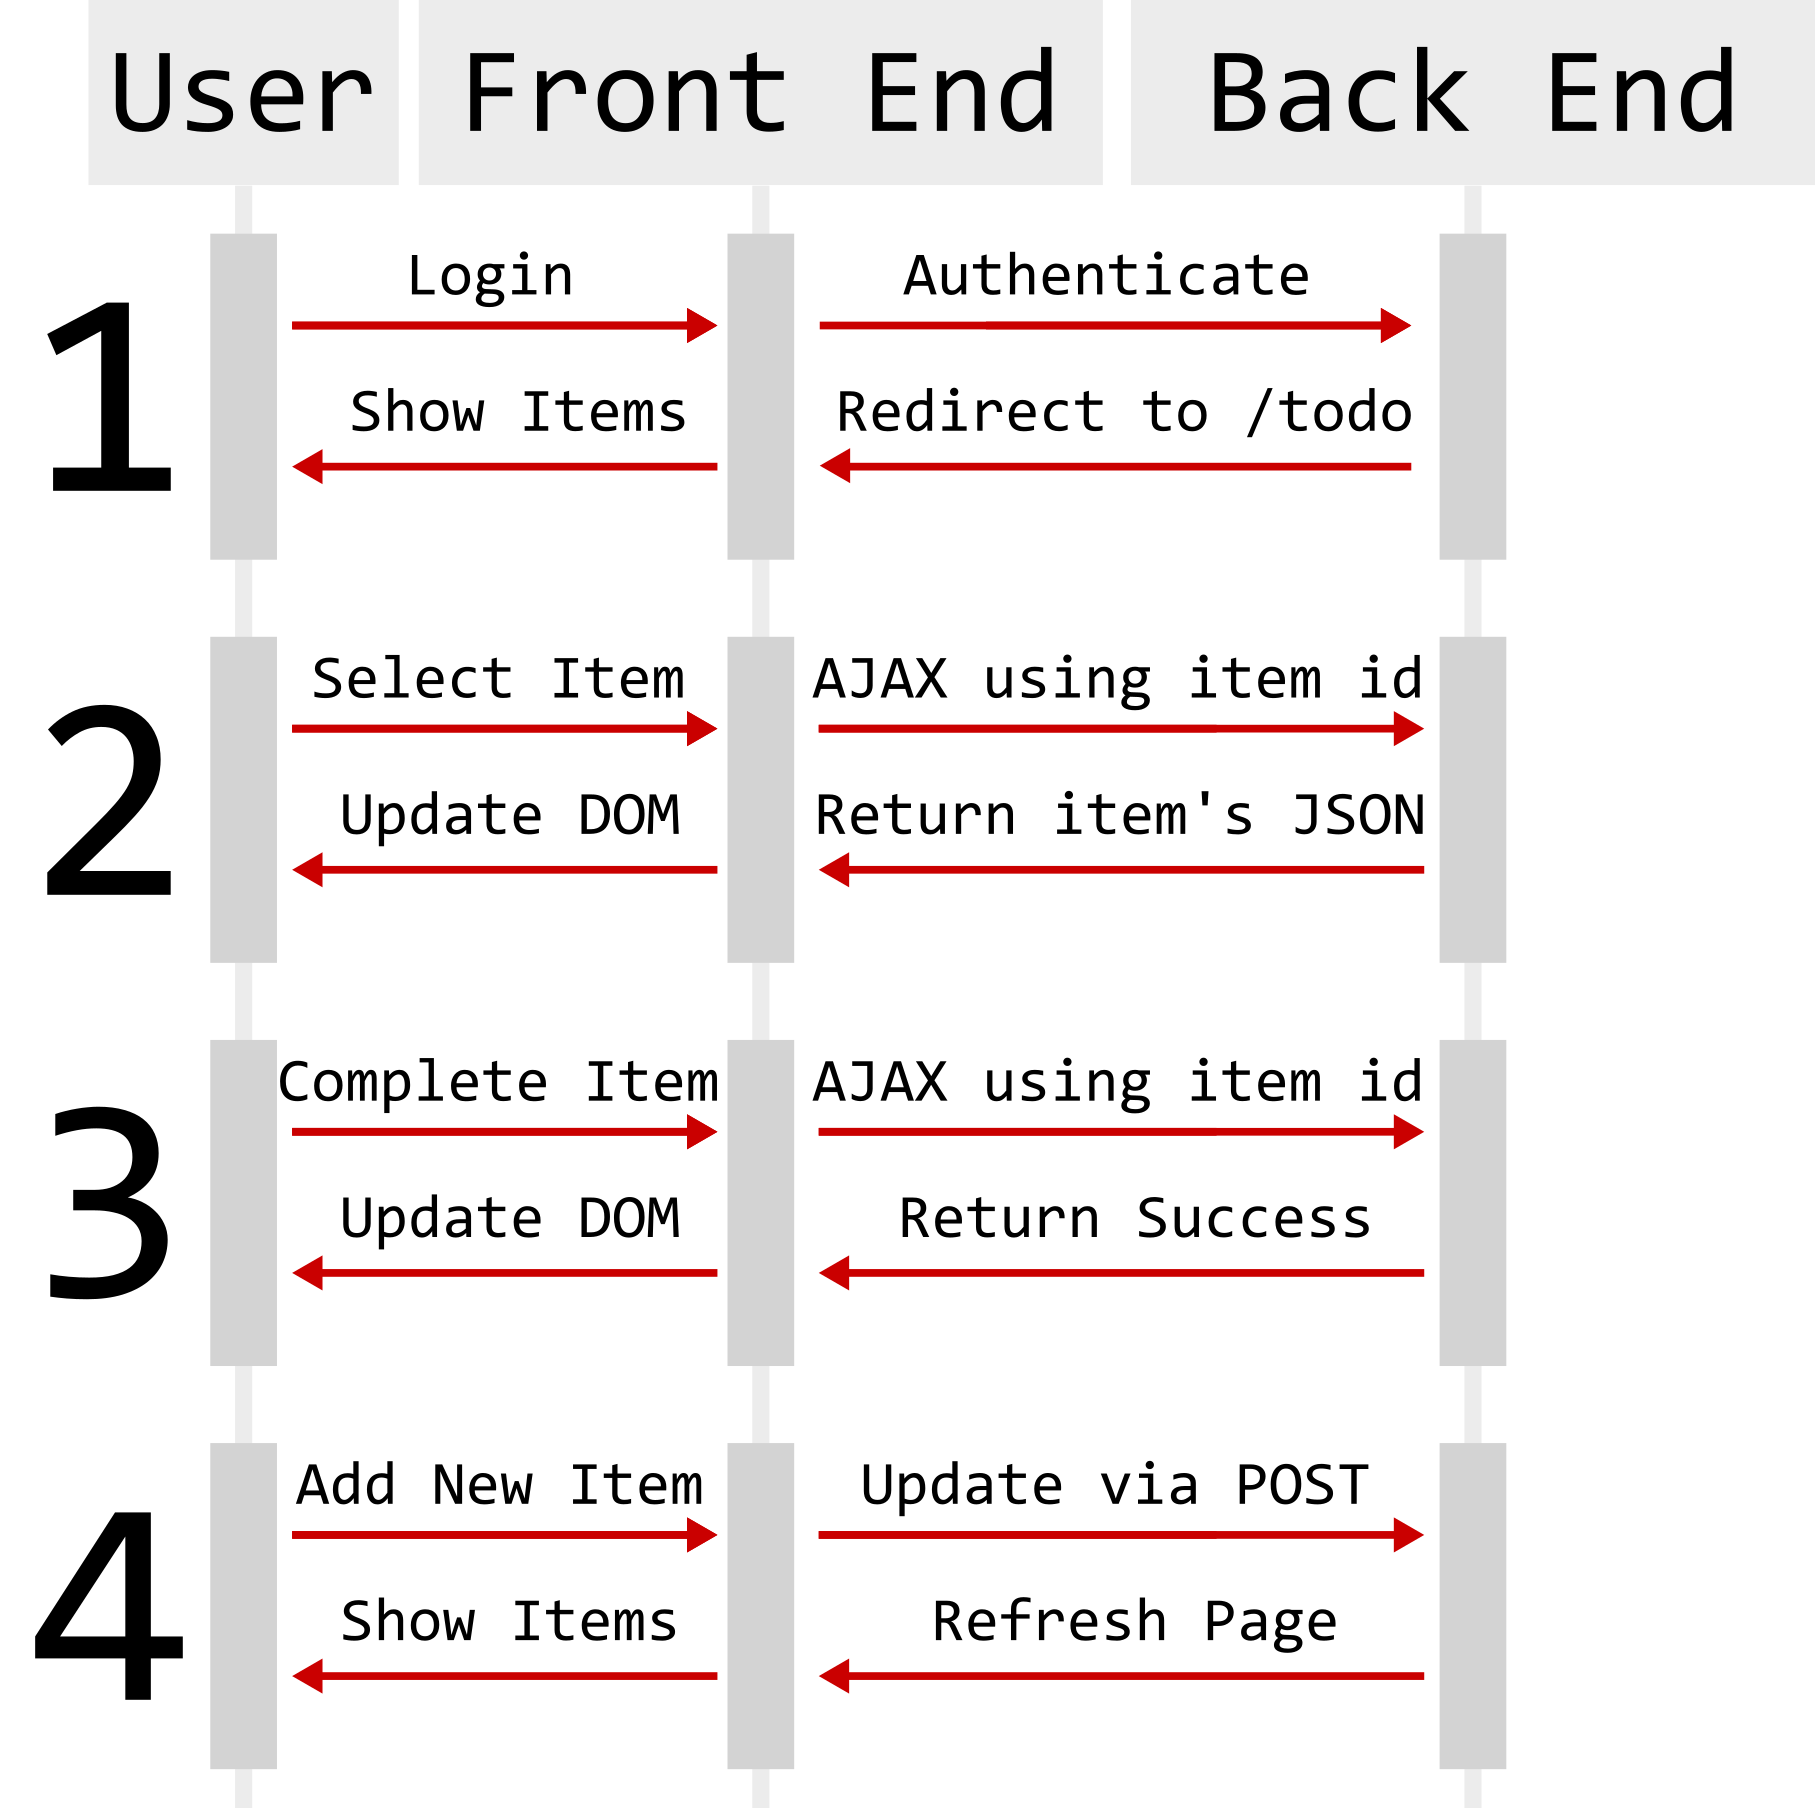 User Front End Back End
1
Login Authenticate
Show Items Redirect to /todo
2
Select Item AJAX using item id
Update DOM Return item's JSON
3
Complete Item AJAX using item id
Update DOM Return Success
4
Add New Item Update via POST
Show Items Refresh Page